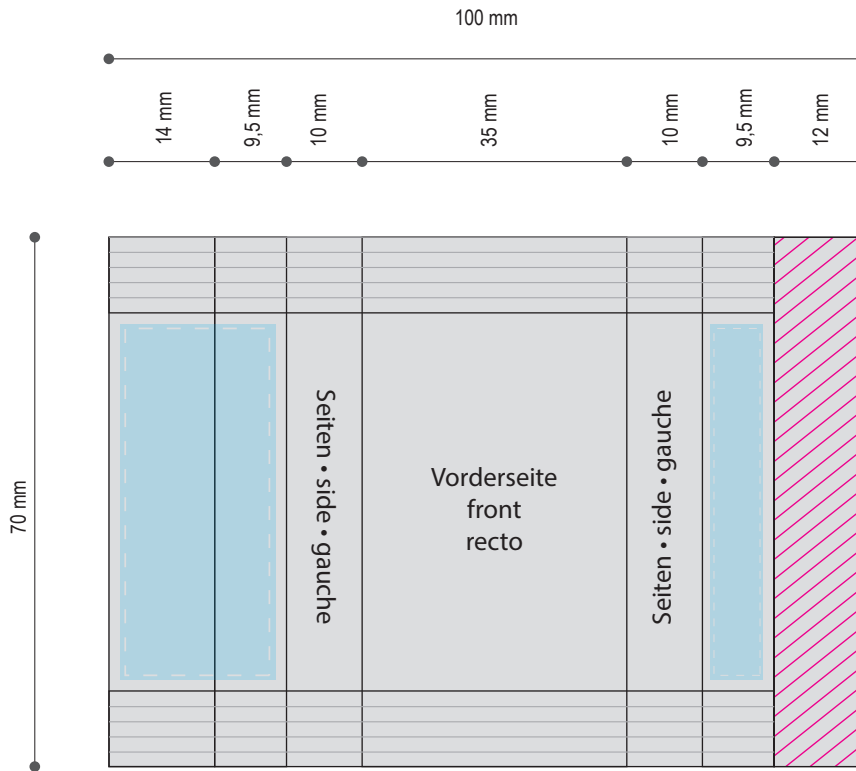 100 mm
14 mm
9,5 mm
10 mm
35 mm
10 mm
9,5 mm
12 mm
70 mm
Seiten • side • gauche
Vorderseite
front
recto
Seiten • side • gauche